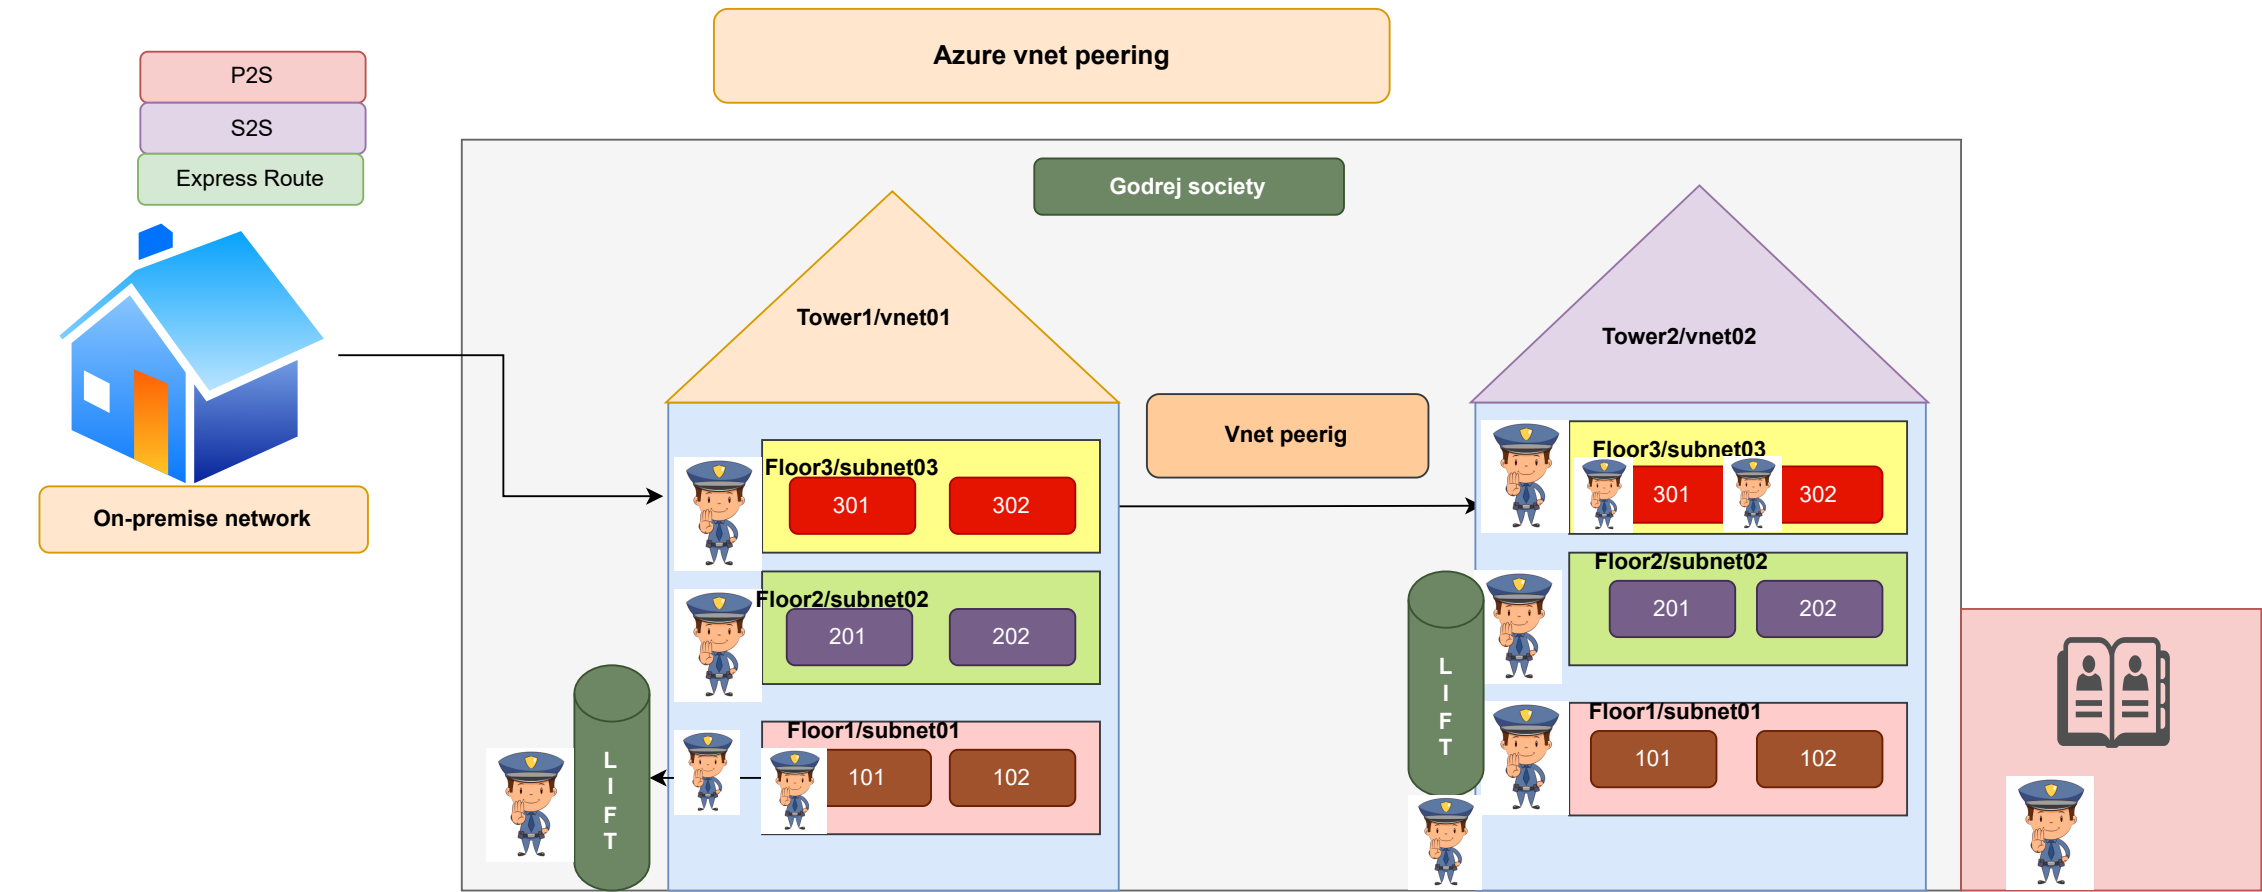 Azure vnet peering
P2S
S2S
Express Route
Godrej society
Tower1/vnet01
Tower2/vnet02
On-premise network
Vnet peerig
Floor3/subnet03
301
302
Floor2/subnet02
201
202
Floor1/subnet01
101
102
L
I
F
T
Floor3/subnet03
301
302
Floor2/subnet02
201
202
Floor1/subnet01
101
102
L
I
F
T